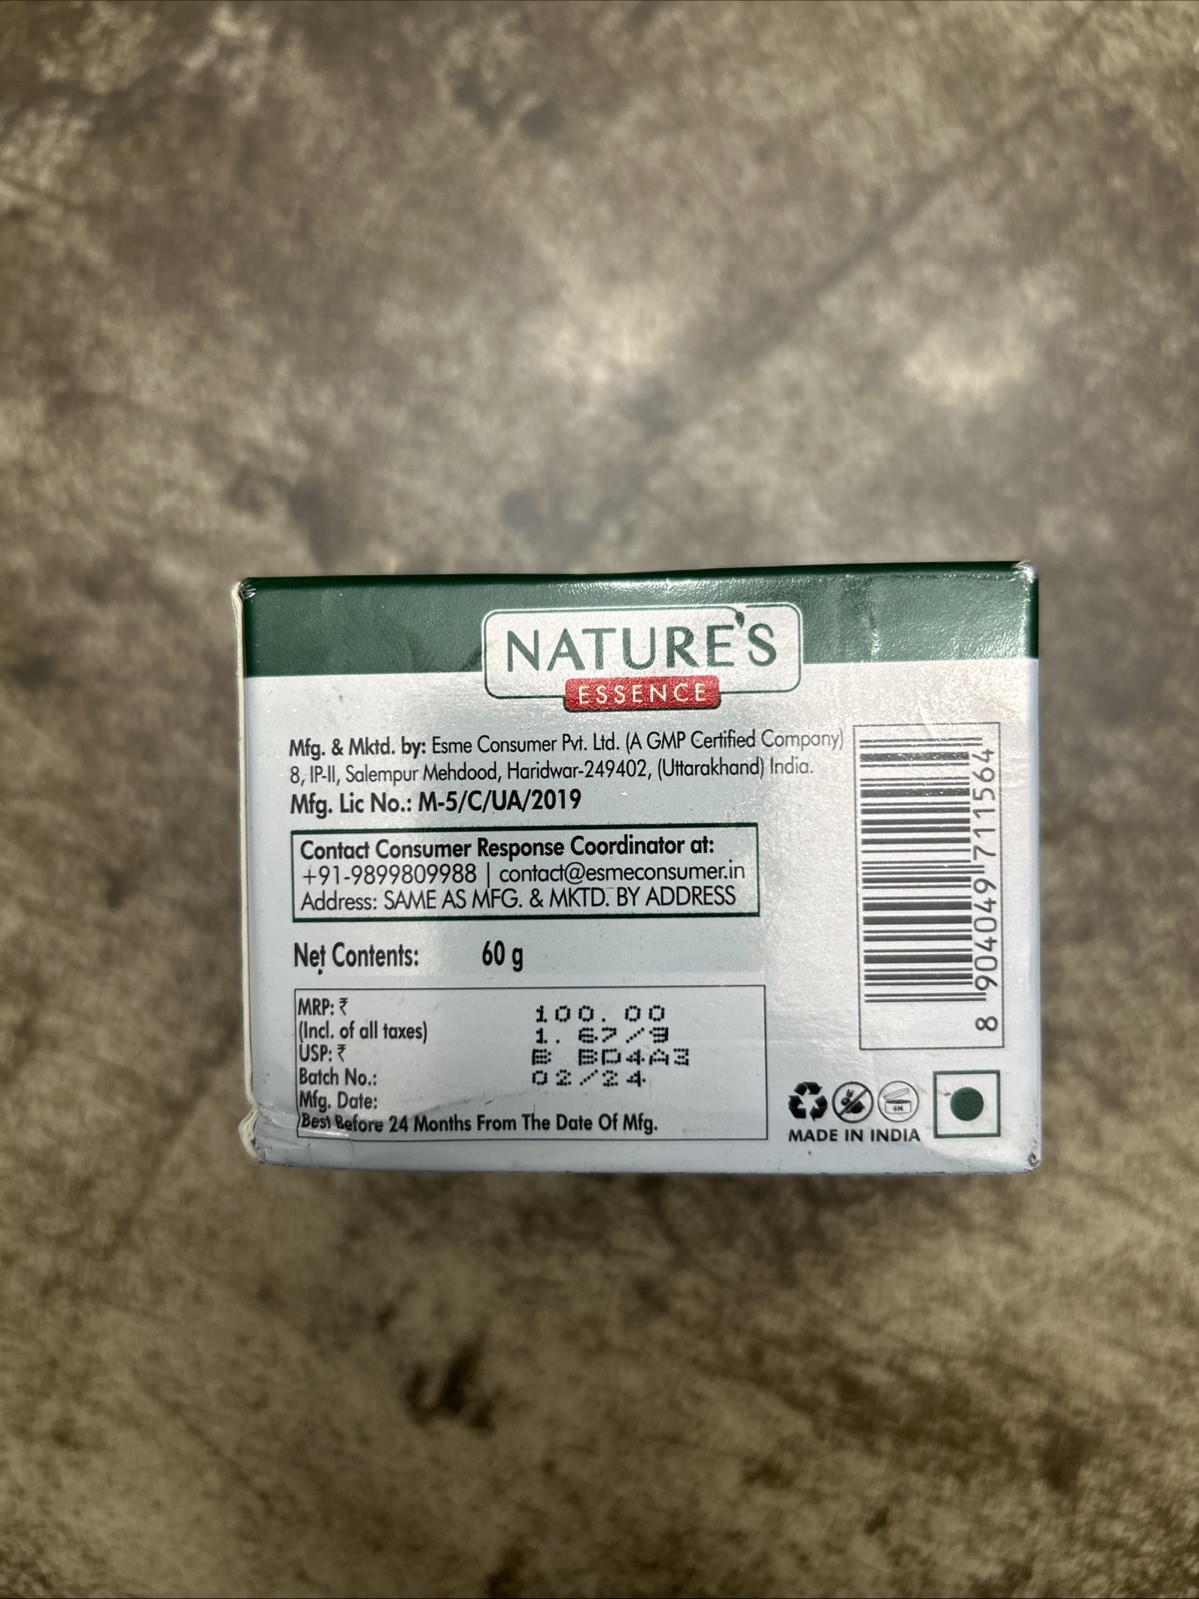 NATURE'S
ESSENCE
Mfg. & Mktd. by: Esme Consumer Pvt. Ltd. (A GMP Certified Company)
8, IP-II, Salempur Mehdood, Haridwar-249402, (Uttarakhand) India.
Mfg. Lic No.: M-5/C/UA/2019
Contact Consumer Response Coordinator at:
+91-9899809988 | contact@esmeconsumer.in
Address: SAME AS MFG. & MKTD. BY ADDRESS
Net Contents: 60 g
MRP: ₹ 100.00
(Incl. of all taxes) 1.67/g
USP: ₹ B BD4A3
Batch No.: 02/24
Mfg. Date:
Best Before 24 Months From The Date Of Mfg.
8 904049 711564
MADE IN INDIA